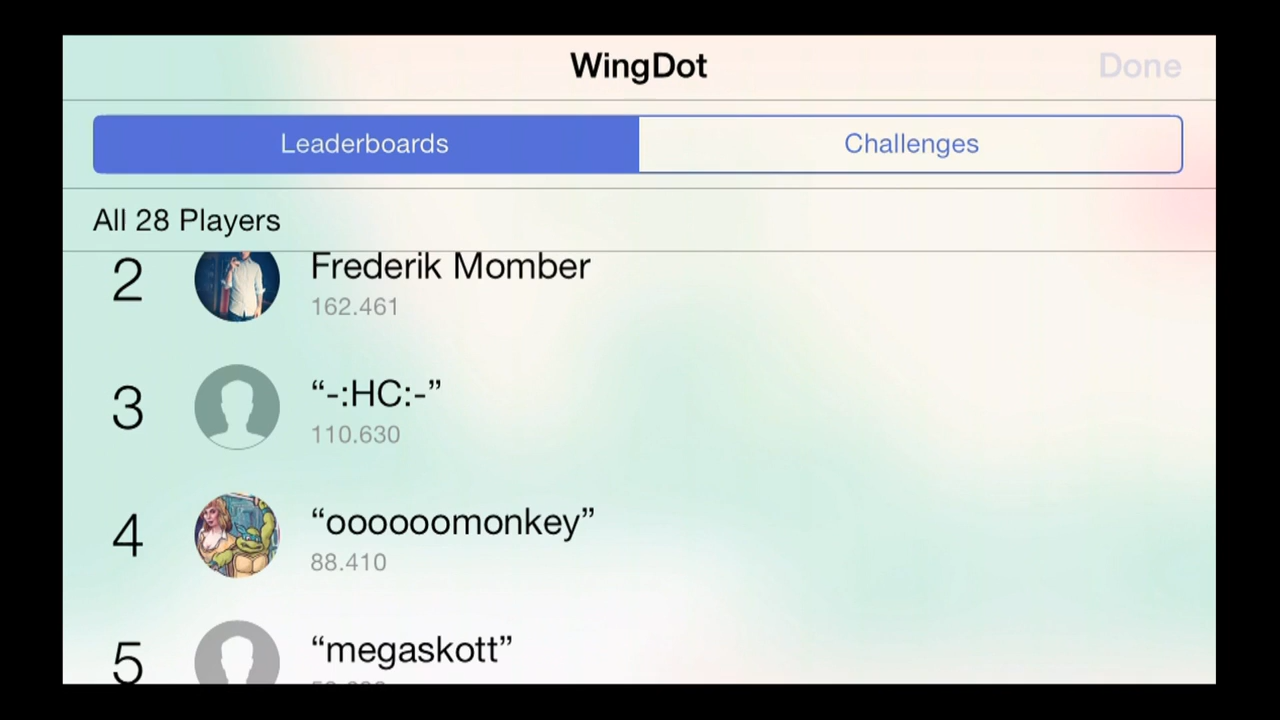 WingDot
Done
Leaderboards
Challenges
All 28 Players
2
Frederik Momber
162.461
3
“-:HC:-”
110.630
4
“oooooomonkey”
88.410
5
“megaskott”